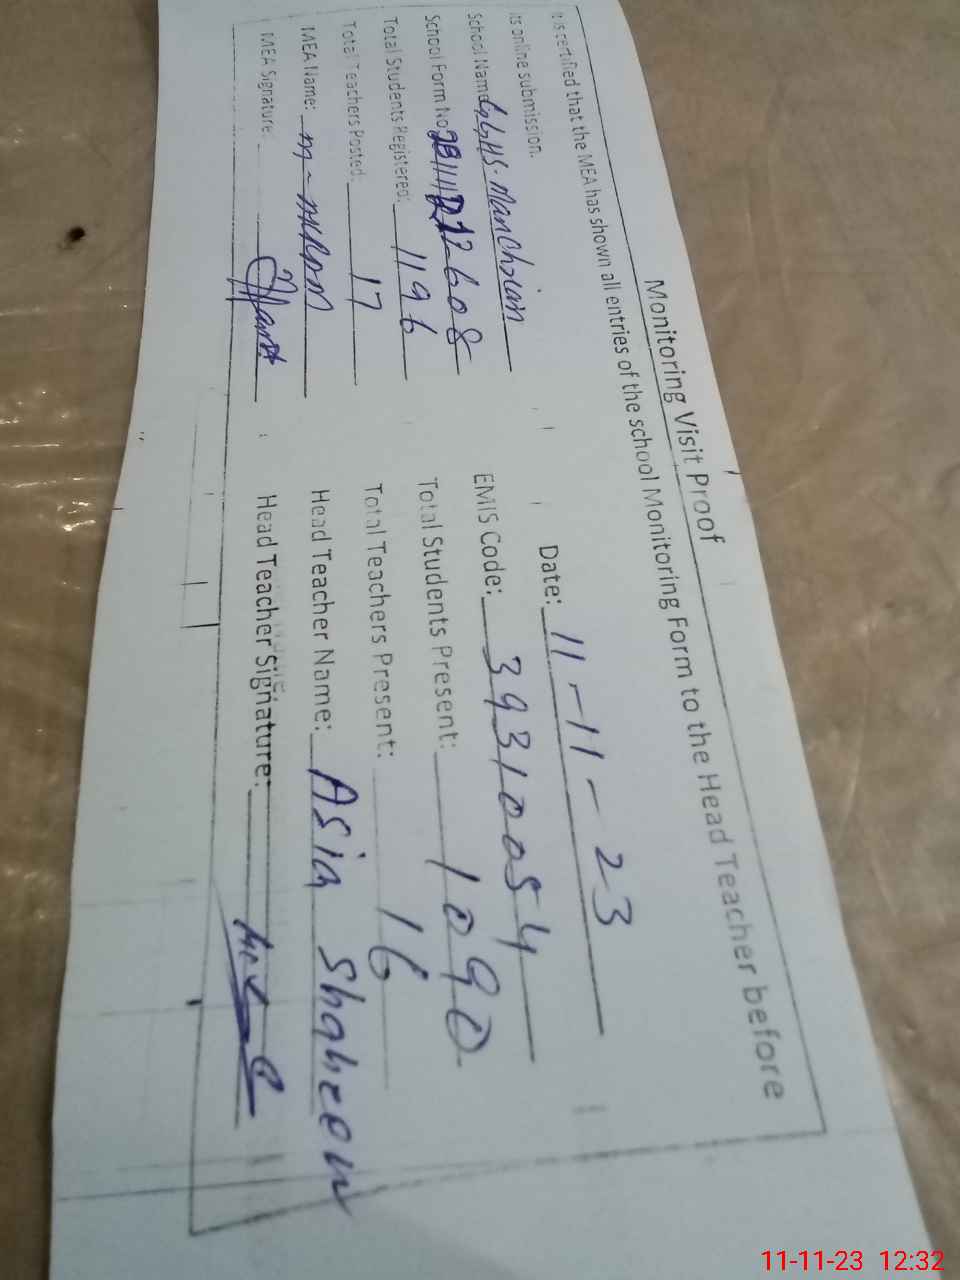 Monitoring Visit Proof
It is certified that the MEA has shown all entries of the school Monitoring Form to the Head Teacher before
its online submission.
Date: 11-11-23
School Name: GGHS. Manchrian
EMIS Code: 39310054
School Form No
Total Students Present: 1090
Total Students Registered: 1196
Total Teachers Present: 16
Total Teachers Posted: 17
Head Teacher Name: Asia Shaheen
MEA Name:
Head Teacher Signature:
MEA Signature:
11-11-23 12:32